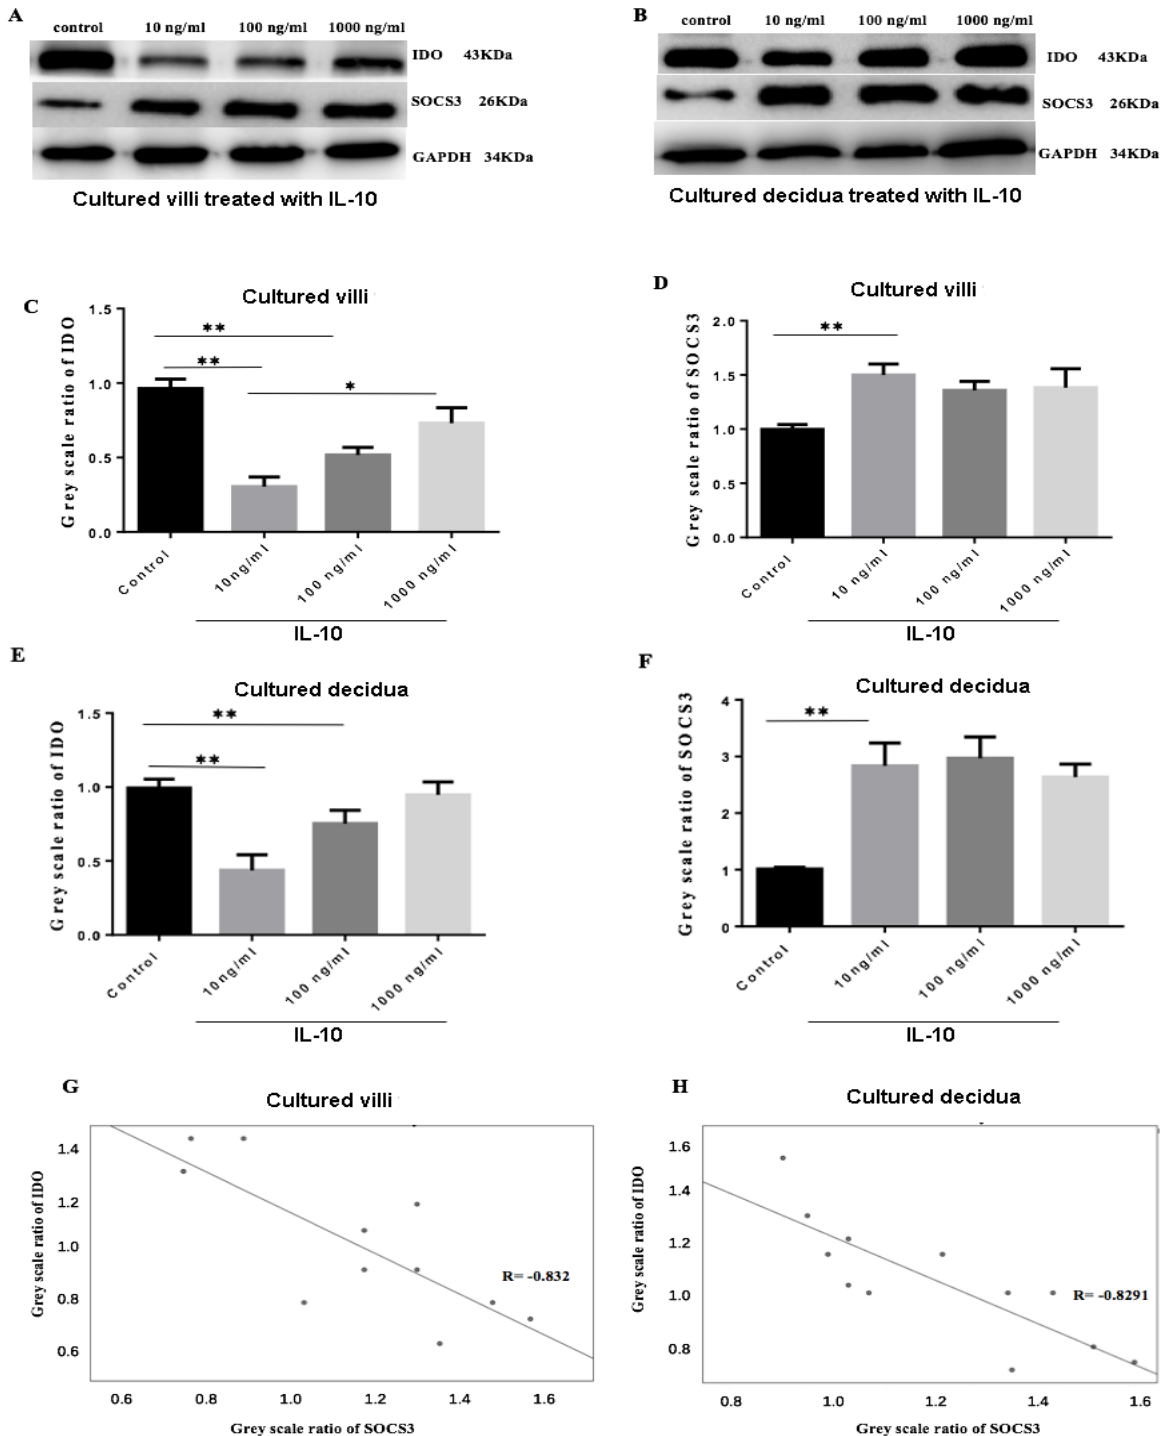 A
control 10 ng/ml 100 ng/ml 1000 ng/ml
IDO 43KDa
SOCS3 26KDa
GAPDH 34KDa
Cultured villi treated with IL-10
B
control 10 ng/ml 100 ng/ml 1000 ng/ml
IDO 43KDa
SOCS3 26KDa
GAPDH 34KDa
Cultured decidua treated with IL-10
C
Cultured villi
Grey scale ratio of IDO
1.5
1.0
0.5
0.0
**
**
*
Control
10ng/ml
100 ng/ml
1000 ng/ml
IL-10
D
Cultured villi
Grey scale ratio of SOCS3
2.0
1.5
1.0
0.5
0.0
**
Control
10 ng/ml
100 ng/ml
1000 ng/ml
IL-10
E
Cultured decidua
Grey scale ratio of IDO
1.5
1.0
0.5
0.0
**
**
Control
10ng/ml
100 ng/ml
1000 ng/ml
IL-10
F
Cultured decidua
Grey scale ratio of SOCS3
4
3
2
1
0
**
Control
10ng/ml
100 ng/ml
1000 ng/ml
IL-10
G
Cultured villi
Grey scale ratio of IDO
1.4
1.2
1.0
0.8
0.6
R= -0.832
0.6 0.8 1.0 1.2 1.4 1.6
Grey scale ratio of SOCS3
H
Cultured decidua
Grey scale ratio of IDO
1.6
1.4
1.2
1.0
0.8
R= -0.8291
0.8 1.0 1.2 1.4 1.6
Grey scale ratio of SOCS3